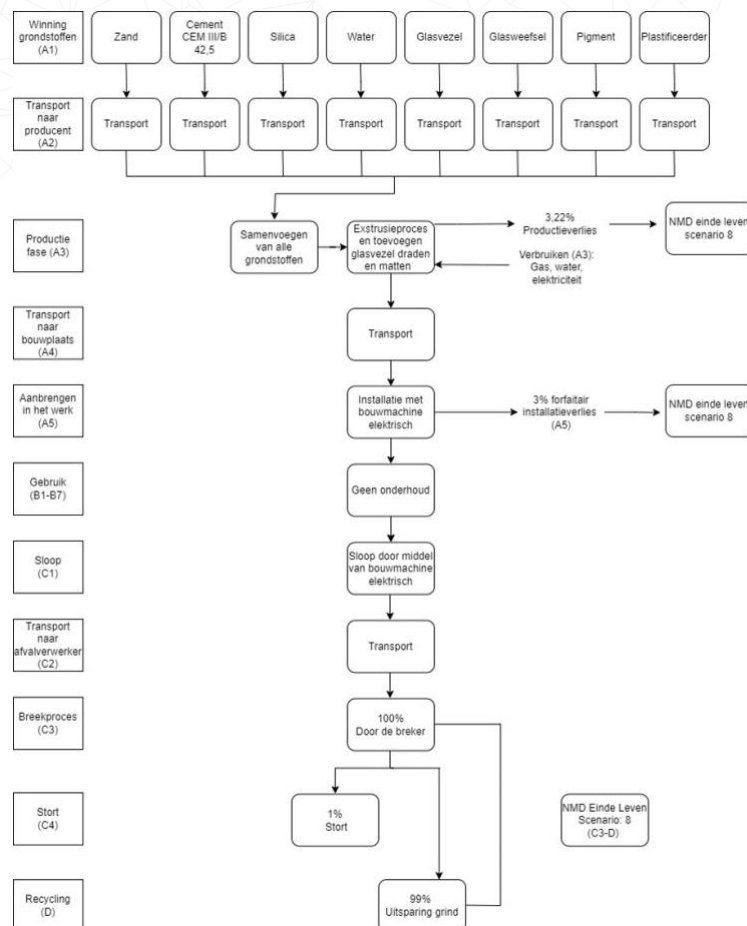 Winning
grondstoffen
(A1)
Zand
Cement
CEM III/B
42,5
Silica
Water
Glasvezel
Glasweefsel
Pigment
Plastificeerder
Transport
naar
producent
(A2)
Transport
Transport
Transport
Transport
Transport
Transport
Transport
Transport
Productie
fase (A3)
Samenvoegen
van alle
grondstoffen
Exstrusieproces
en toevoegen
glasvezel draden
en matten
3,22%
Productieverlies
Verbruiken (A3):
Gas, water,
elektriciteit
NMD einde leven
scenario 8
Transport
naar
bouwplaats
(A4)
Transport
Aanbrengen
in het werk
(A5)
Installatie met
bouwmachine
elektrisch
3% forfaitair
installatieverlies
(A5)
NMD einde leven
scenario 8
Gebruik
(B1-B7)
Geen onderhoud
Sloop
(C1)
Sloop door middel
van bouwmachine
elektrisch
Transport
naar
afvalverwerker
(C2)
Transport
Breekproces
(C3)
100%
Door de breker
Stort
(C4)
1%
Stort
NMD Einde Leven
Scenario: 8
(C3-D)
Recycling
(D)
99%
Uitsparing grind